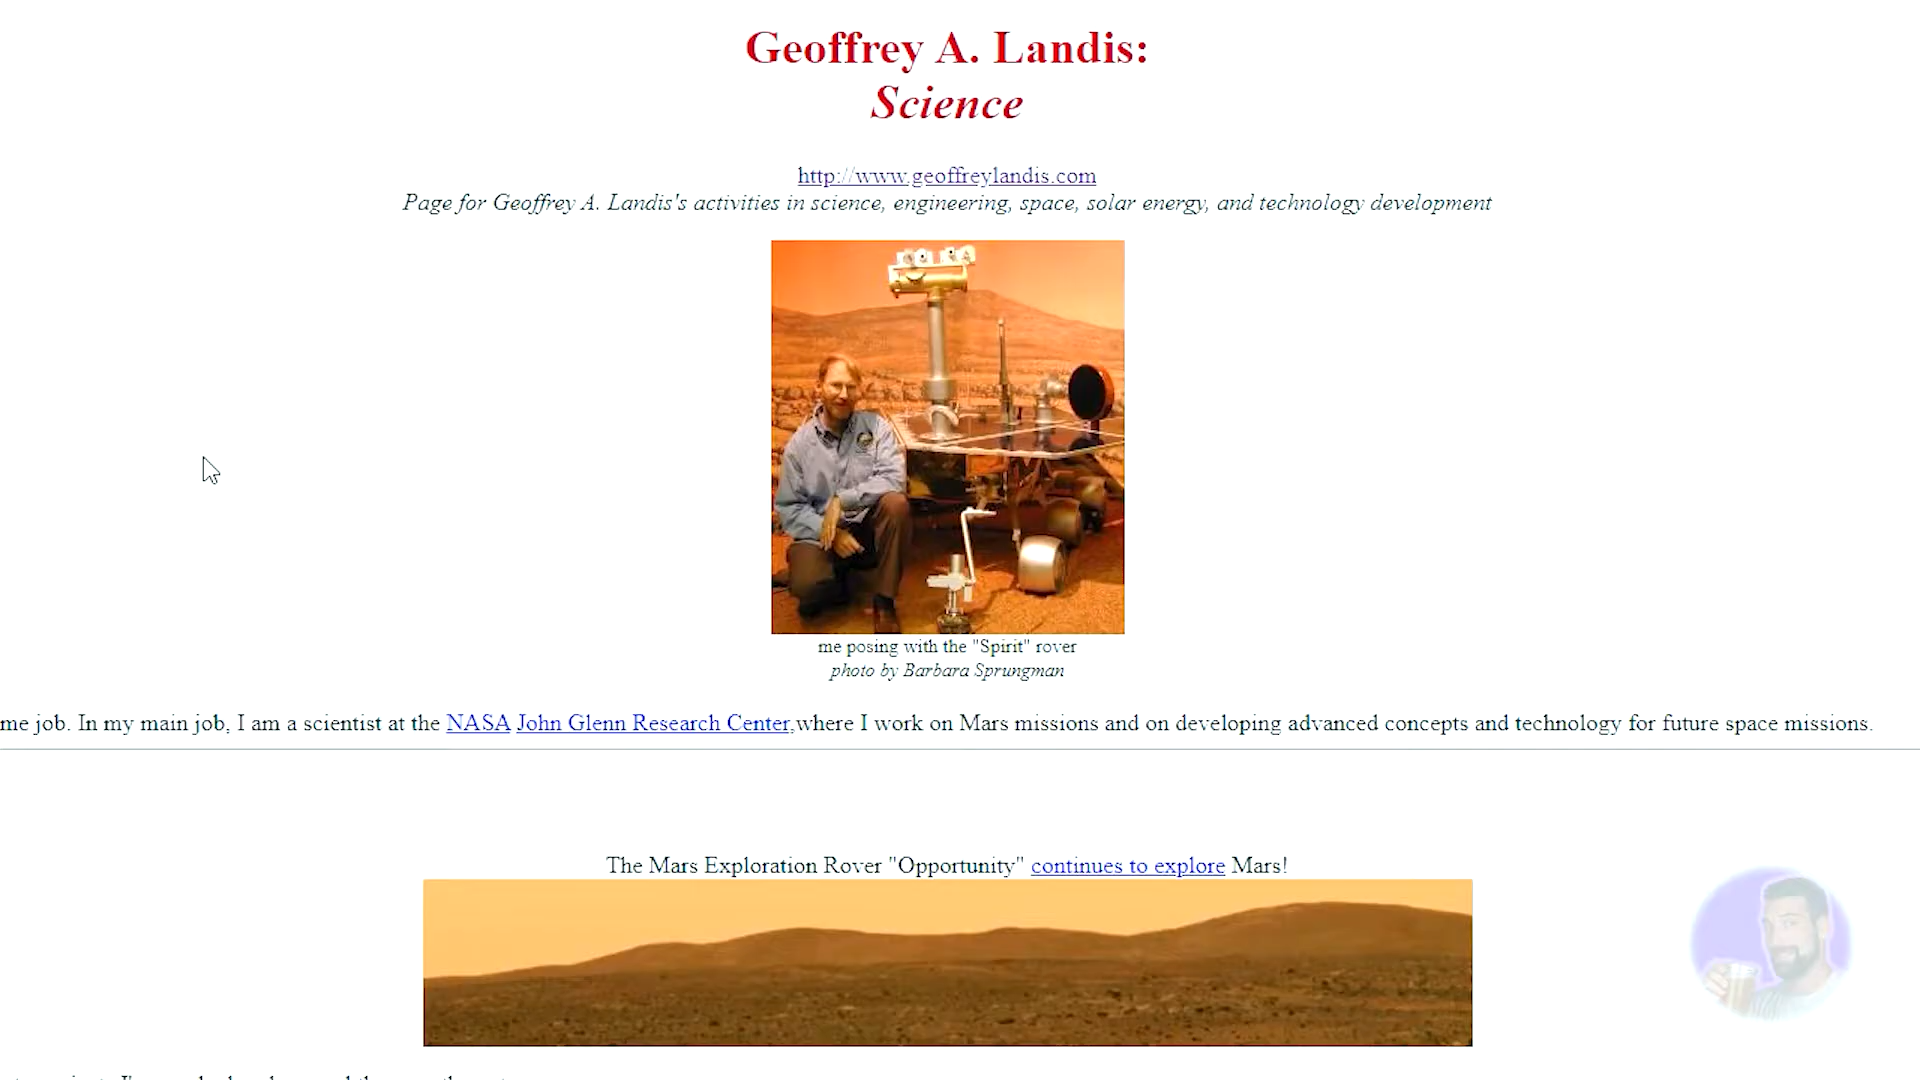 Geoffrey A. Landis:
Science
http://www.geoffreylandis.com
Page for Geoffrey A. Landis's activities in science, engineering, space, solar energy, and technology development
me posing with the "Spirit" rover
photo by Barbara Sprungman
me job. In my main job, I am a scientist at the NASA John Glenn Research Center,where I work on Mars missions and on developing advanced concepts and technology for future space missions.
The Mars Exploration Rover "Opportunity" continues to explore Mars!